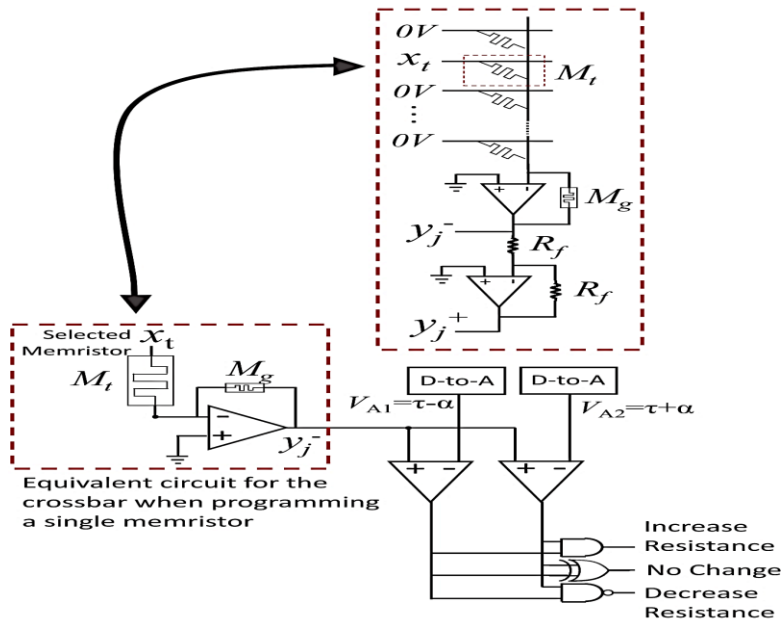 0V
x_t
M_t
0V
⋮
0V
+ -
M_g
y_j^-
R_f
+ -
R_f
y_j^+
Selected
Memristor
x_t
M_t
M_g
-
+
y_j^-
Equivalent circuit for the
crossbar when programming
a single memristor
D-to-A D-to-A
V_A1=τ-α
V_A2=τ+α
+ - + -
Increase
Resistance
No Change
Decrease
Resistance